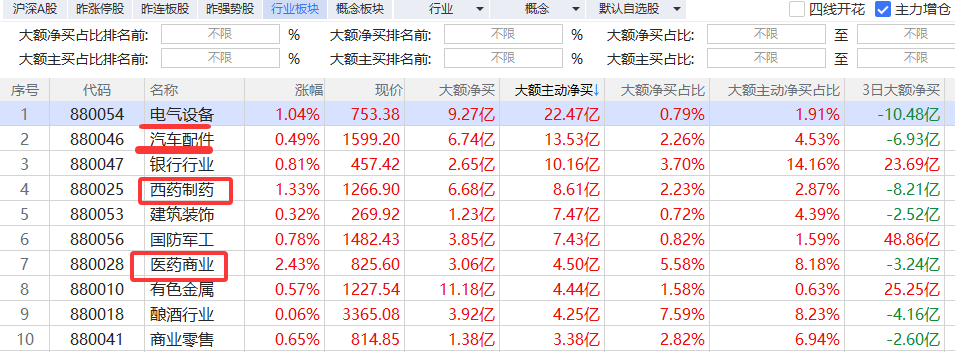 沪深A股 昨涨停股 昨连板股 昨强势股 行业板块 概念板块 行业 概念 默认自选股 四线开花 主力增仓
大额净买占比排名前: 不限 % 大额净买排名前: 不限 % 大额净买占比: 不限 至 不限
大额主买占比排名前: 不限 % 大额主买排名前: 不限 % 大额主买占比: 不限 至 不限
序号 代码 名称 涨幅 现价 大额净买 大额主动净买↓ 大额净买占比 大额主动净买占比 3日大额净买
1 880054 电气设备 1.04% 753.38 9.27亿 22.47亿 0.79% 1.91% -10.48亿
2 880046 汽车配件 0.49% 1599.20 6.74亿 13.53亿 2.26% 4.53% -6.93亿
3 880047 银行行业 0.81% 457.42 2.65亿 10.16亿 3.70% 14.16% 23.69亿
4 880025 西药制药 1.33% 1266.90 6.68亿 8.61亿 2.23% 2.87% -8.21亿
5 880053 建筑装饰 0.32% 269.92 1.23亿 7.47亿 0.72% 4.39% -2.52亿
6 880056 国防军工 0.78% 1482.43 3.85亿 7.43亿 0.82% 1.59% 48.86亿
7 880028 医药商业 2.43% 825.60 3.06亿 4.50亿 5.58% 8.18% -3.24亿
8 880010 有色金属 0.57% 1227.54 11.18亿 4.44亿 1.58% 0.63% 25.25亿
9 880018 酿酒行业 0.06% 3365.08 3.92亿 4.25亿 7.59% 8.23% -4.16亿
10 880041 商业零售 0.65% 814.85 1.38亿 3.38亿 2.82% 6.94% -2.60亿